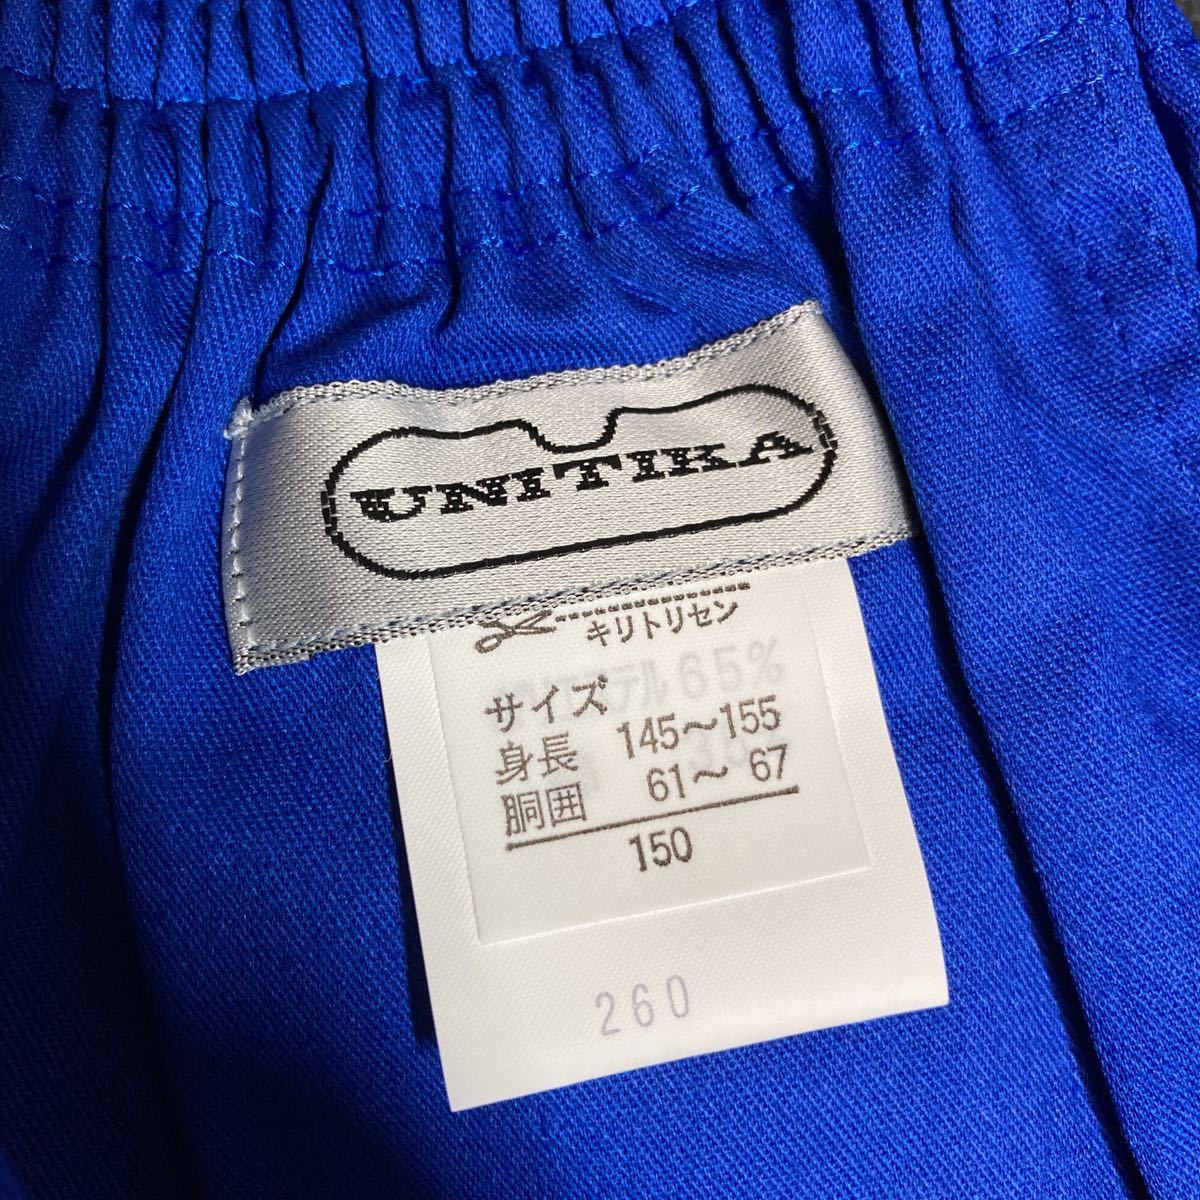 UNITIKA
キリトリセン
サイズ
身長 145～155
胴囲 61～ 67
150
260